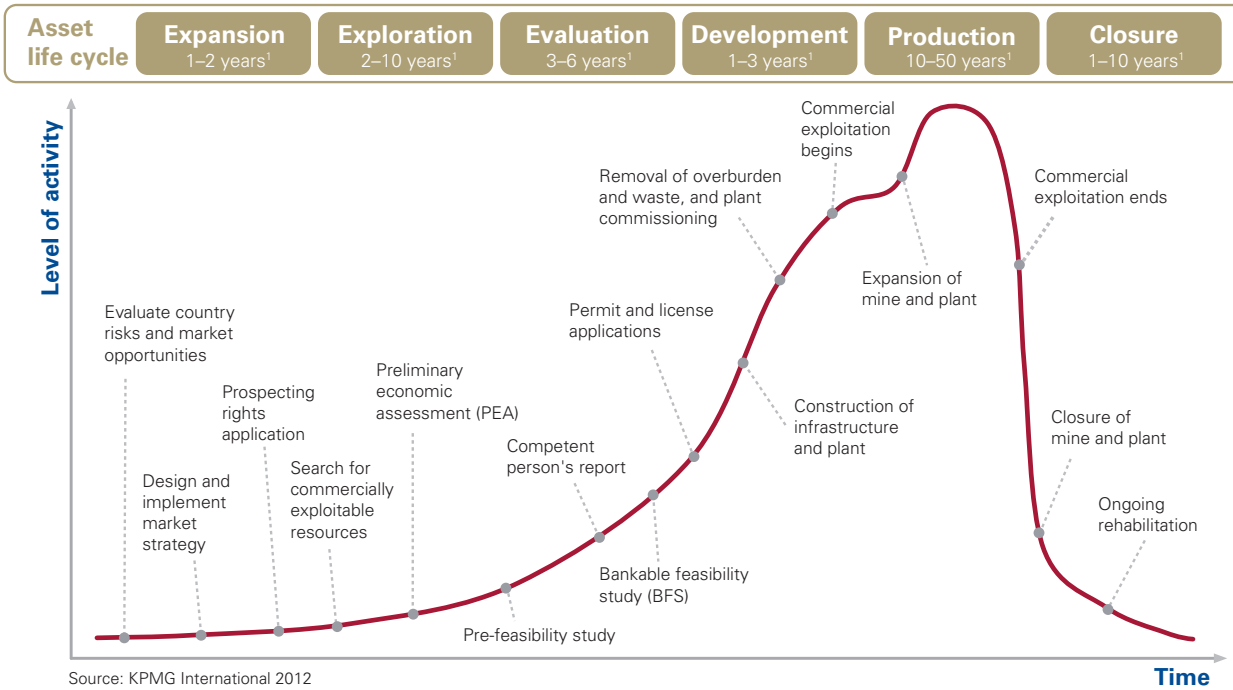 Asset
life cycle
Expansion
1–2 years¹
Exploration
2–10 years¹
Evaluation
3–6 years¹
Development
1–3 years¹
Production
10–50 years¹
Closure
1–10 years¹
Level of activity
Evaluate country
risks and market
opportunities
Design and
implement
market
strategy
Prospecting
rights
application
Search for
commercially
exploitable
resources
Preliminary
economic
assessment (PEA)
Pre-feasibility study
Competent
person's report
Bankable feasibility
study (BFS)
Permit and license
applications
Construction of
infrastructure
and plant
Removal of overburden
and waste, and plant
commissioning
Commercial
exploitation
begins
Expansion of
mine and plant
Commercial
exploitation ends
Closure of
mine and plant
Ongoing
rehabilitation
Source: KPMG International 2012
Time